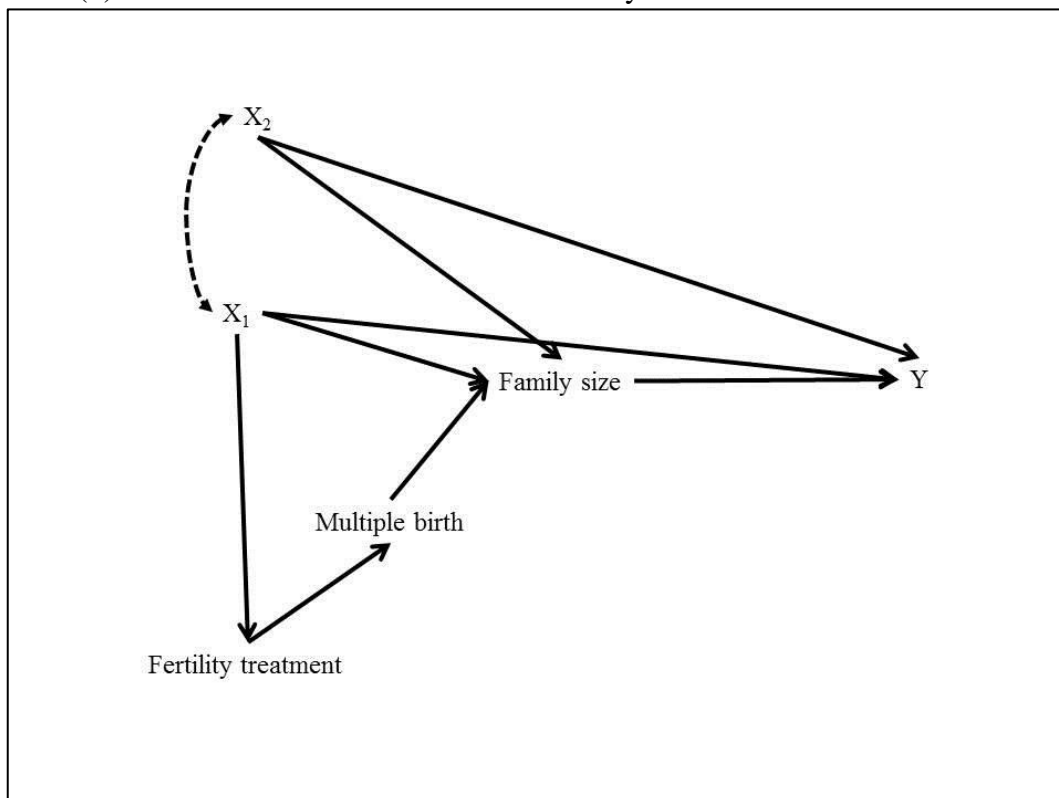 X₂
X₁
Family size
Y
Multiple birth
Fertility treatment